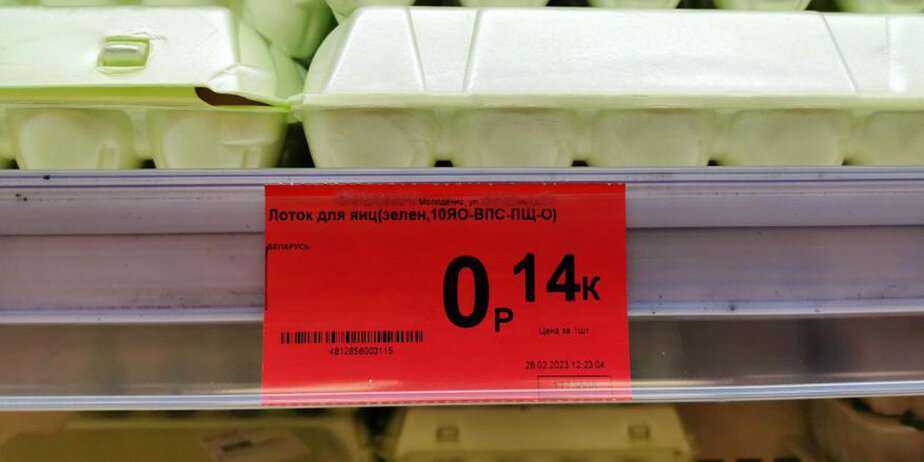 Молодечно, ул.
Лоток для яиц(зелен,10ЯО-ВПС-ПЩ-О)
БЕЛАРУСЬ
0р 14к
Цена за 1шт
4812856003115
28.02.2023 12:23:04